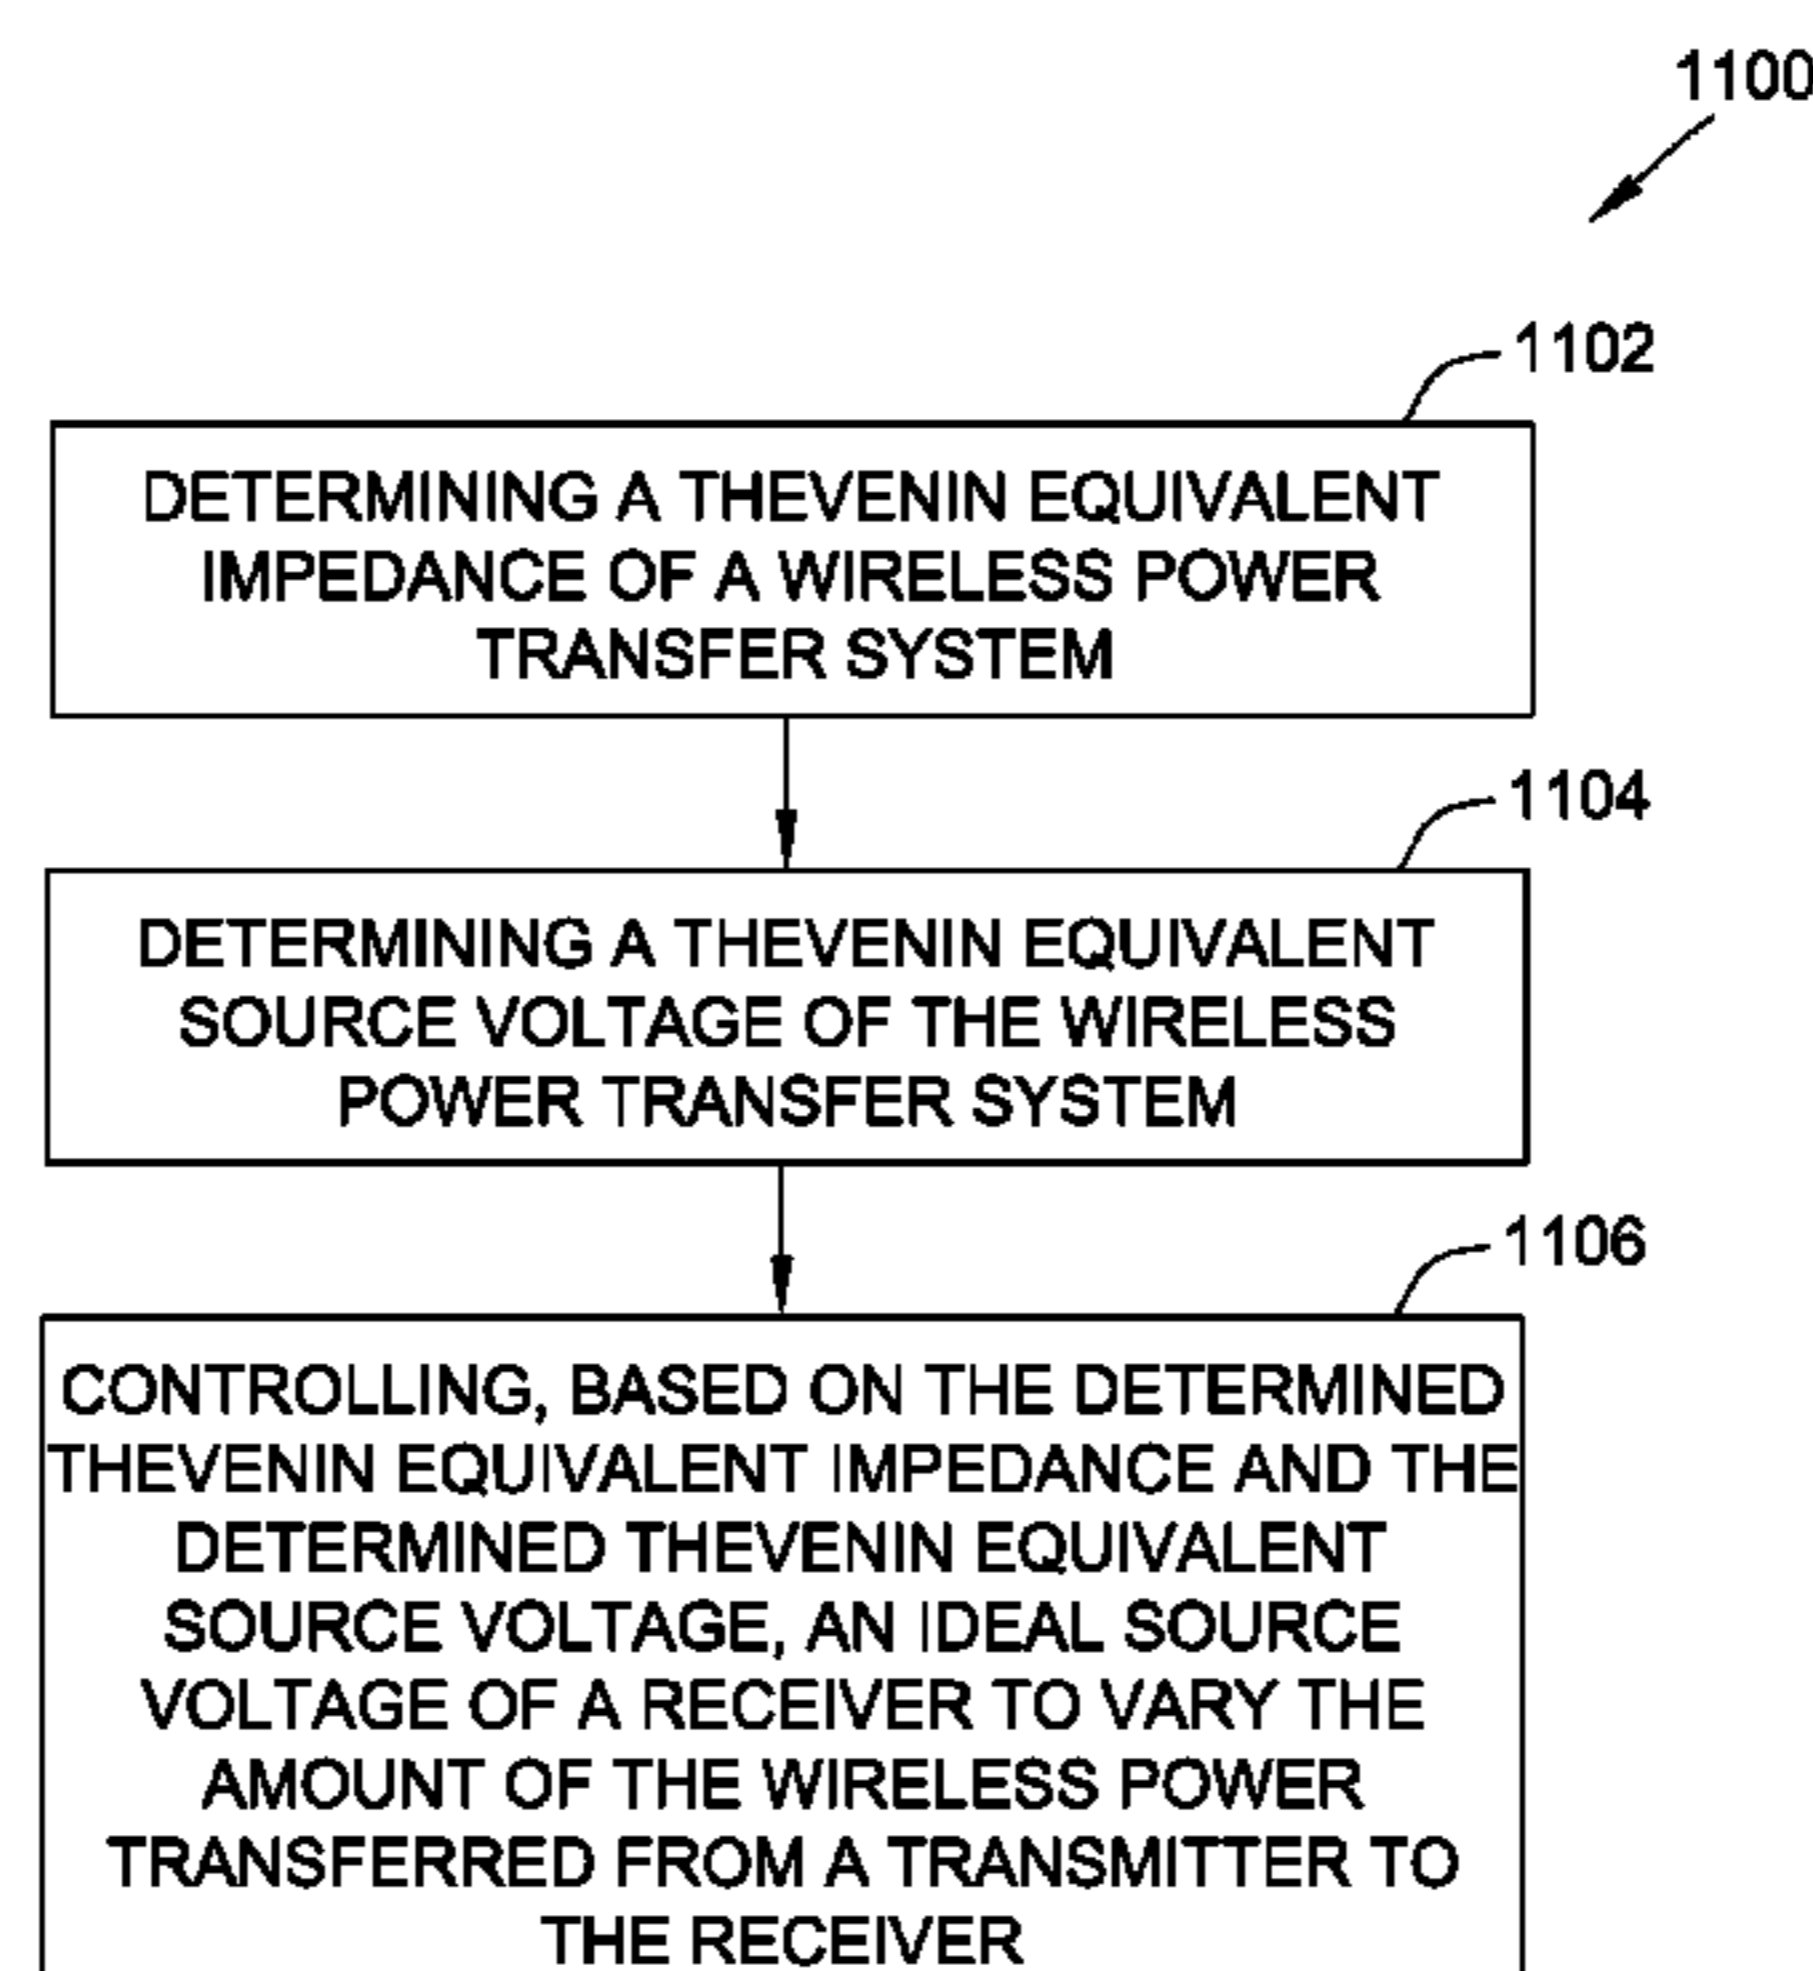 1100
1102
DETERMINING A THEVENIN EQUIVALENT
IMPEDANCE OF A WIRELESS POWER
TRANSFER SYSTEM
1104
DETERMINING A THEVENIN EQUIVALENT
SOURCE VOLTAGE OF THE WIRELESS
POWER TRANSFER SYSTEM
1106
CONTROLLING, BASED ON THE DETERMINED
THEVENIN EQUIVALENT IMPEDANCE AND THE
DETERMINED THEVENIN EQUIVALENT
SOURCE VOLTAGE, AN IDEAL SOURCE
VOLTAGE OF A RECEIVER TO VARY THE
AMOUNT OF THE WIRELESS POWER
TRANSFERRED FROM A TRANSMITTER TO
THE RECEIVER